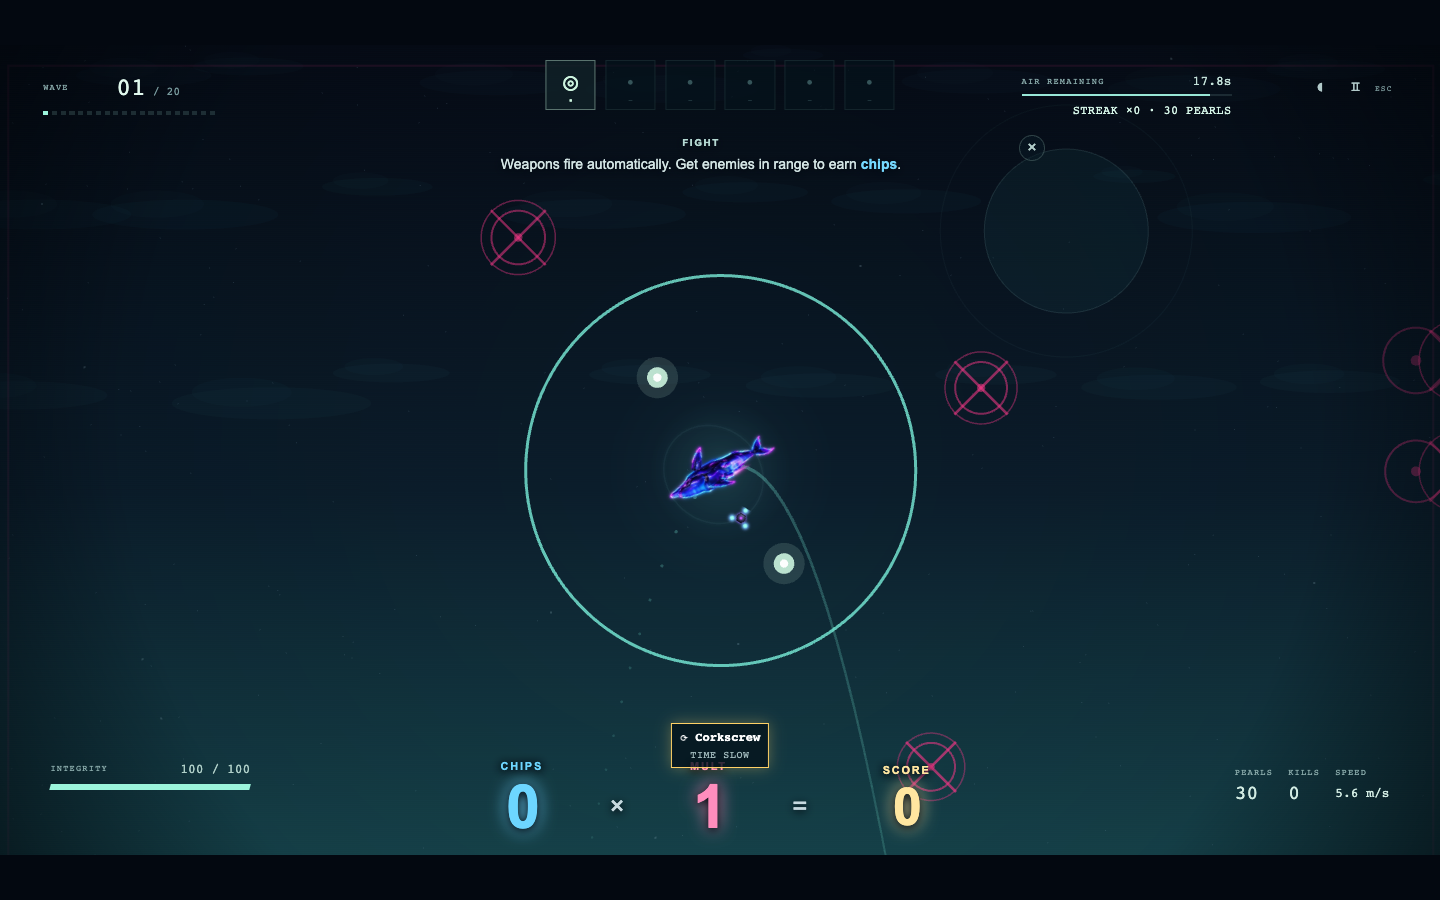 WAVE 01 / 20
AIR REMAINING 17.8s
STREAK ×0 · 30 PEARLS
II ESC
FIGHT
Weapons fire automatically. Get enemies in range to earn chips.
⟳ Corkscrew
TIME SLOW
INTEGRITY 100 / 100
CHIPS MULT SCORE
0 × 1 = 0
PEARLS KILLS SPEED
30 0 5.6 m/s